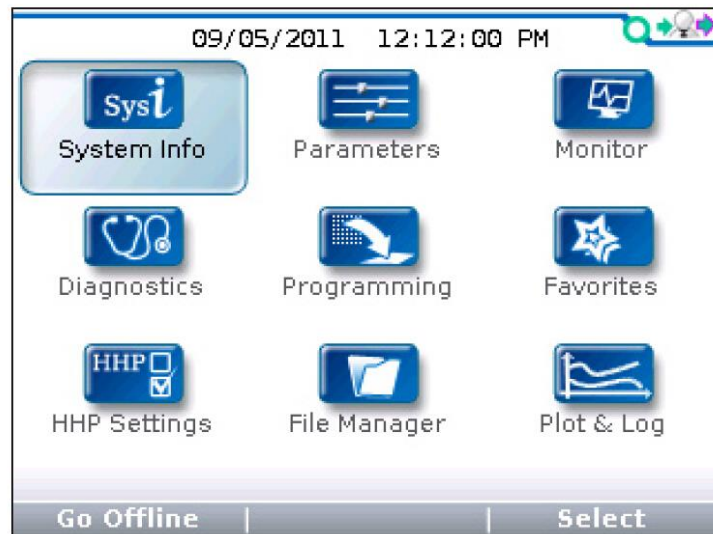 09/05/2011 12:12:00 PM
Sysi
System Info
Parameters
Monitor
Diagnostics
Programming
Favorites
HHP
HHP Settings
File Manager
Plot & Log
Go Offline | | Select